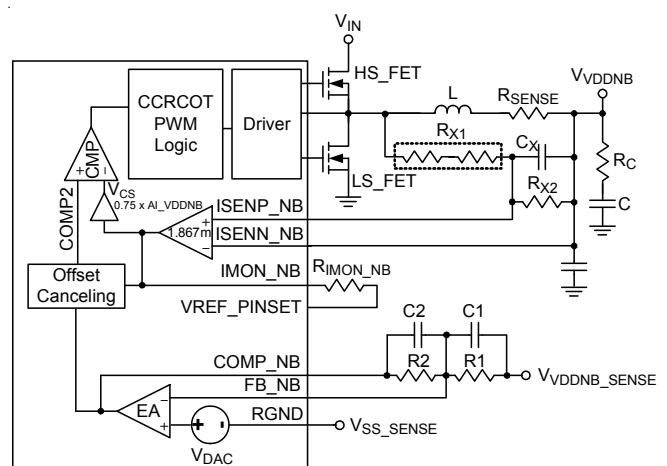 VIN
HS_FET
CCRCOT
PWM
Logic
Driver
L
RSENSE
VVDDNB
RX1
CX
RX2
RC
C
LS_FET
CMP
+
-
VCS
0.75 x AI_VDDNB
COMP2
ISENP_NB
+
1.867m
-
ISENN_NB
IMON_NB
RIMON_NB
Offset
Canceling
VREF_PINSET
C2
C1
COMP_NB
R2
R1
VVDDNB_SENSE
FB_NB
EA
-
+
+
-
RGND
VSS_SENSE
VDAC